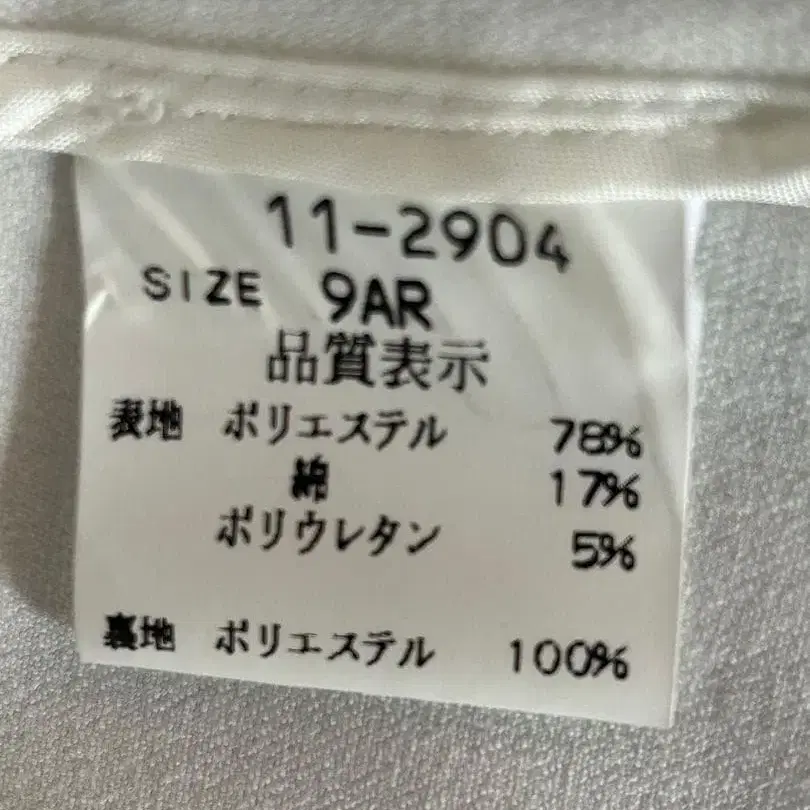 11-2904
SIZE 9AR
品質表示
表地 ポリエステル 78%
綿 17%
ポリウレタン 5%
裏地 ポリエステル 100%